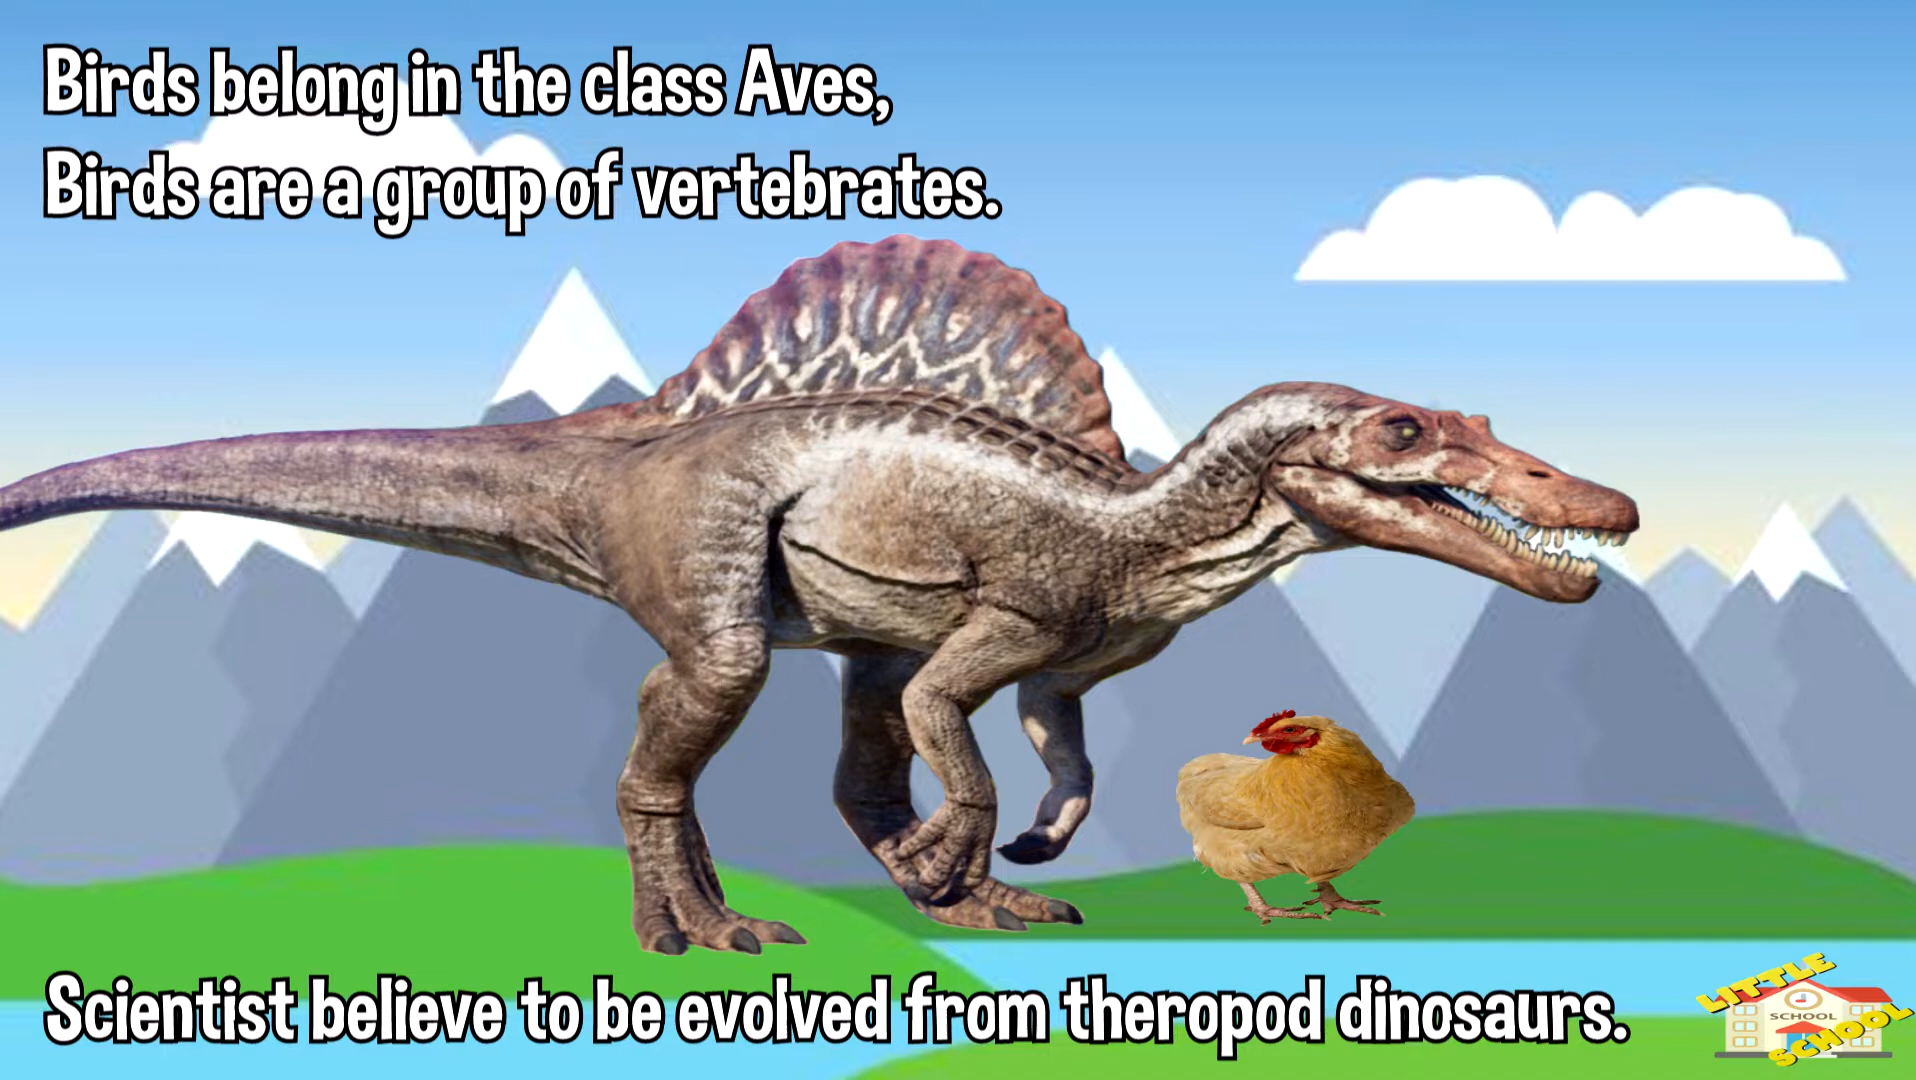 Birds belong in the class Aves,
Birds are a group of vertebrates.
Scientist believe to be evolved from theropod dinosaurs.
LITTLE
SCHOOL
SCHOOL